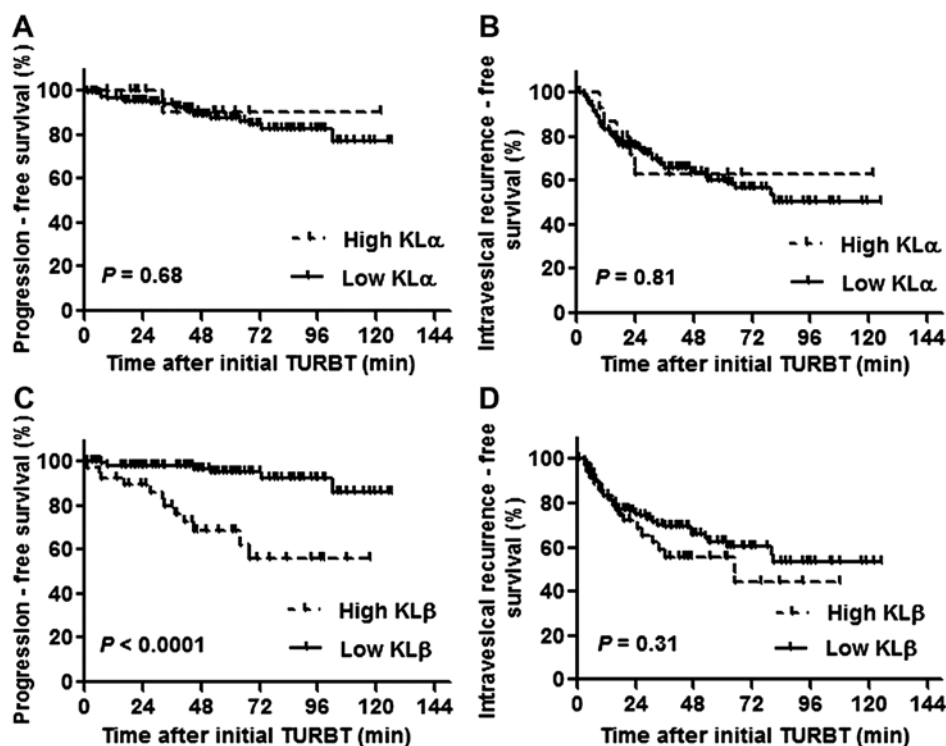 A
Progression - free survival (%)
100
80
60
40
20
0
High KLα
Low KLα
P = 0.68
0 24 48 72 96 120 144
Time after initial TURBT (min)
B
Intravesical recurrence - free
survival (%)
100
80
60
40
20
0
High KLα
Low KLα
P = 0.81
0 24 48 72 96 120 144
Time after initial TURBT (min)
C
Progression - free survival (%)
100
80
60
40
20
0
High KLβ
Low KLβ
P < 0.0001
0 24 48 72 96 120 144
Time after initial TURBT (min)
D
Intravesical recurrence - free
survival (%)
100
80
60
40
20
0
High KLβ
Low KLβ
P = 0.31
0 24 48 72 96 120 144
Time after initial TURBT (min)